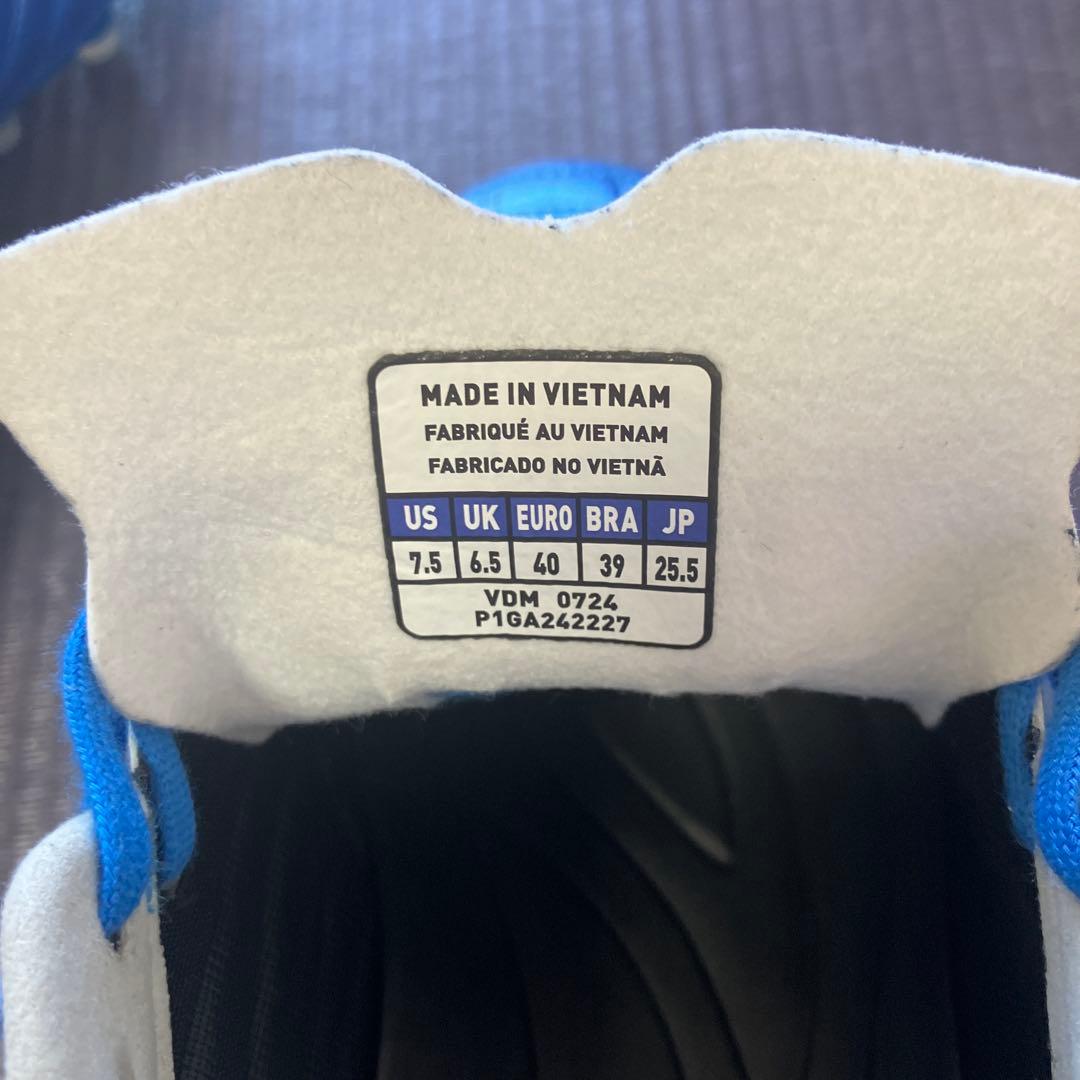 MADE IN VIETNAM
FABRIQUÉ AU VIETNAM
FABRICADO NO VIETNÃ
US UK EURO BRA JP
7.5 6.5 40 39 25.5
VDM 0724
P1GA242227